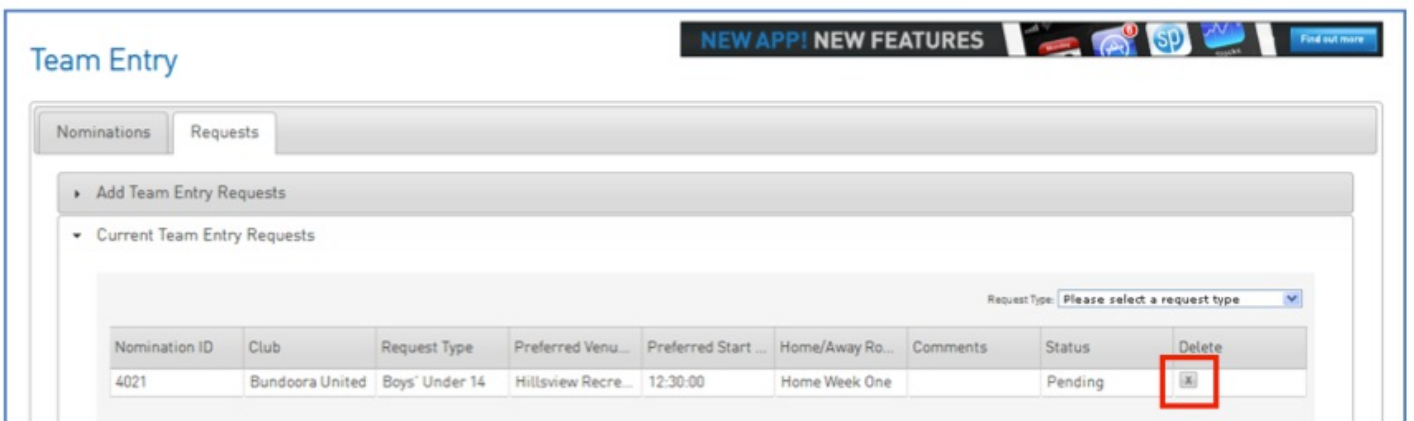 NEW APP! NEW FEATURES
Find out more
Team Entry
Nominations Requests
Add Team Entry Requests
Current Team Entry Requests
Request Type: Please select a request type
Nomination ID Club Request Type Preferred Venu... Preferred Start ... Home/Away Ro... Comments Status Delete
4021 Bundoora United Boys' Under 14 Hillsview Recre... 12:30:00 Home Week One Pending x